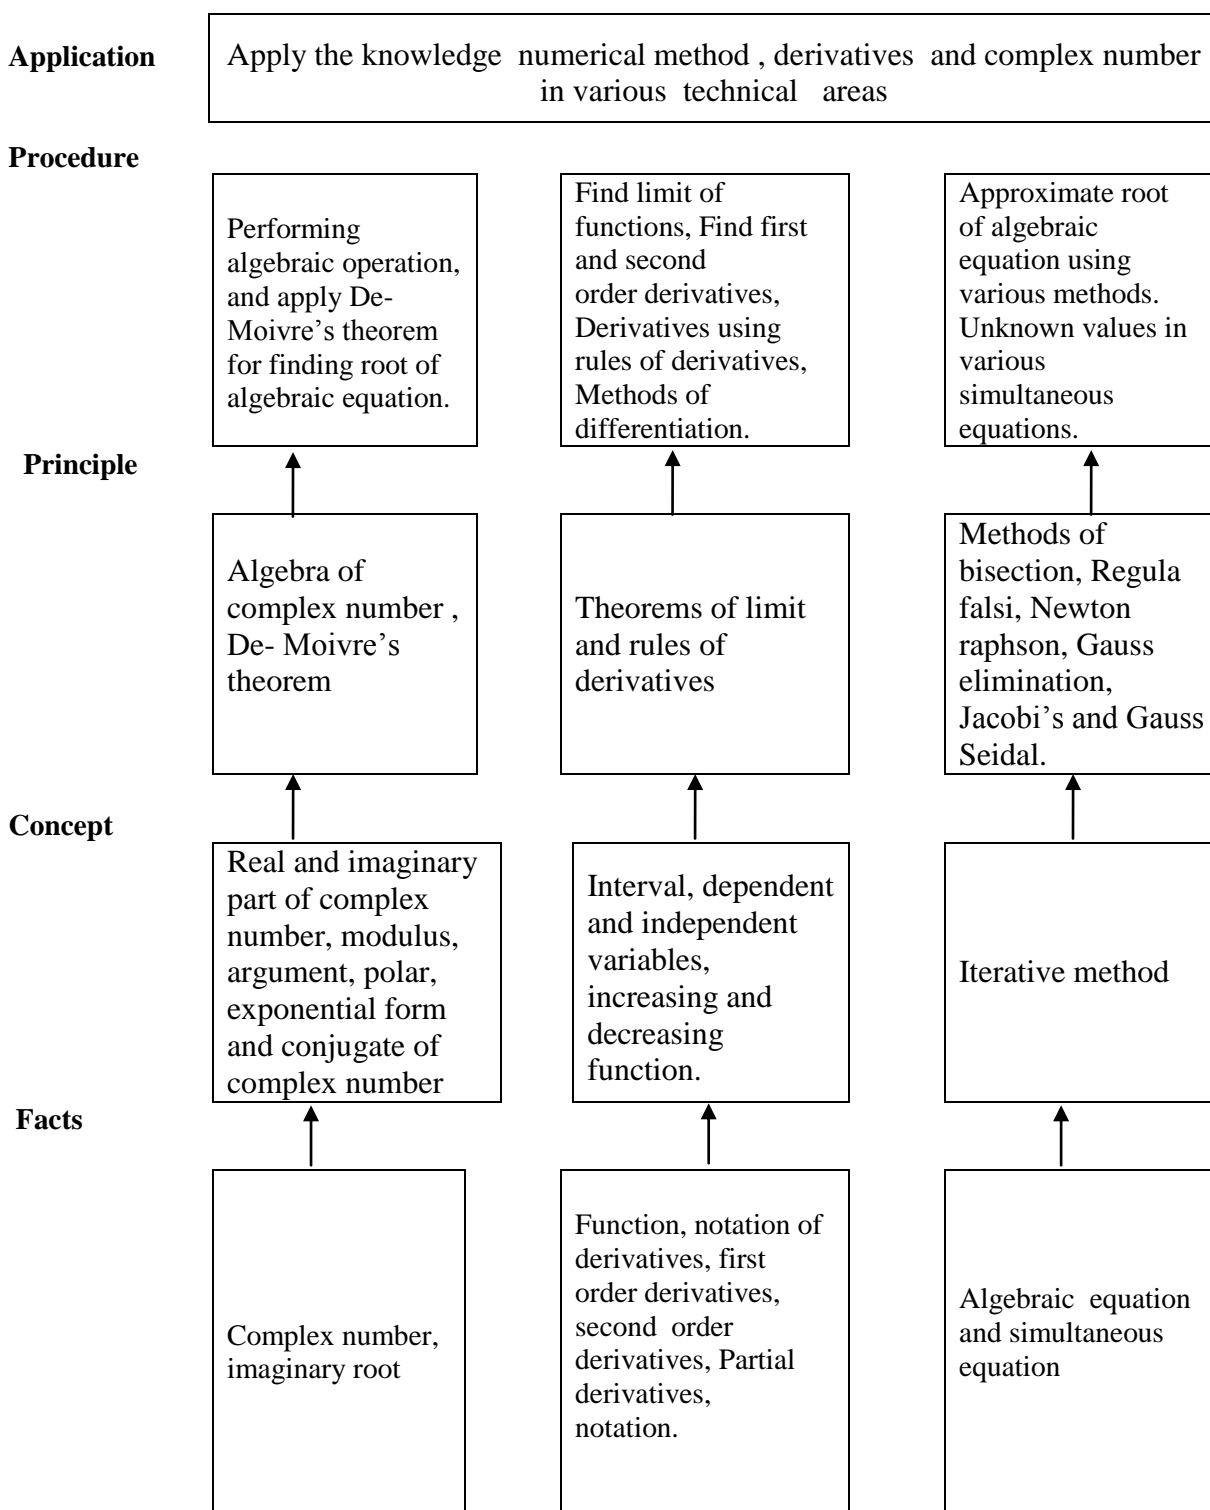 Application
Apply the knowledge numerical method , derivatives and complex number
in various technical areas
Procedure
Performing
algebraic operation,
and apply De-
Moivre’s theorem
for finding root of
algebraic equation.
Find limit of
functions, Find first
and second
order derivatives,
Derivatives using
rules of derivatives,
Methods of
differentiation.
Approximate root
of algebraic
equation using
various methods.
Unknown values in
various
simultaneous
equations.
Principle
Algebra of
complex number ,
De- Moivre’s
theorem
Theorems of limit
and rules of
derivatives
Methods of
bisection, Regula
falsi, Newton
raphson, Gauss
elimination,
Jacobi’s and Gauss
Seidal.
Concept
Real and imaginary
part of complex
number, modulus,
argument, polar,
exponential form
and conjugate of
complex number
Interval, dependent
and independent
variables,
increasing and
decreasing
function.
Iterative method
Facts
Complex number,
imaginary root
Function, notation of
derivatives, first
order derivatives,
second order
derivatives, Partial
derivatives,
notation.
Algebraic equation
and simultaneous
equation